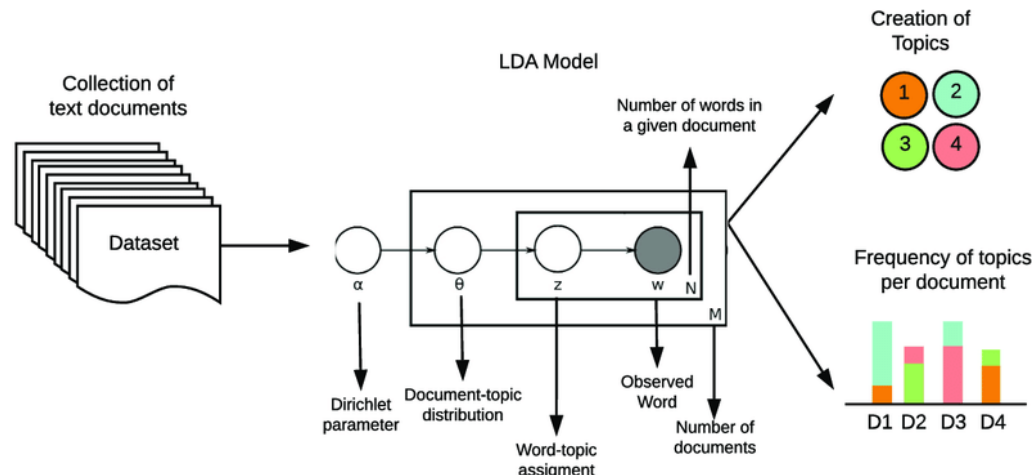 Collection of
text documents
Dataset
LDA Model
Number of words in
a given document
α
θ
z
w
N
M
Dirichlet
parameter
Document-topic
distribution
Word-topic
assigment
Observed
Word
Number of
documents
Creation of
Topics
1
2
3
4
Frequency of topics
per document
D1 D2 D3 D4